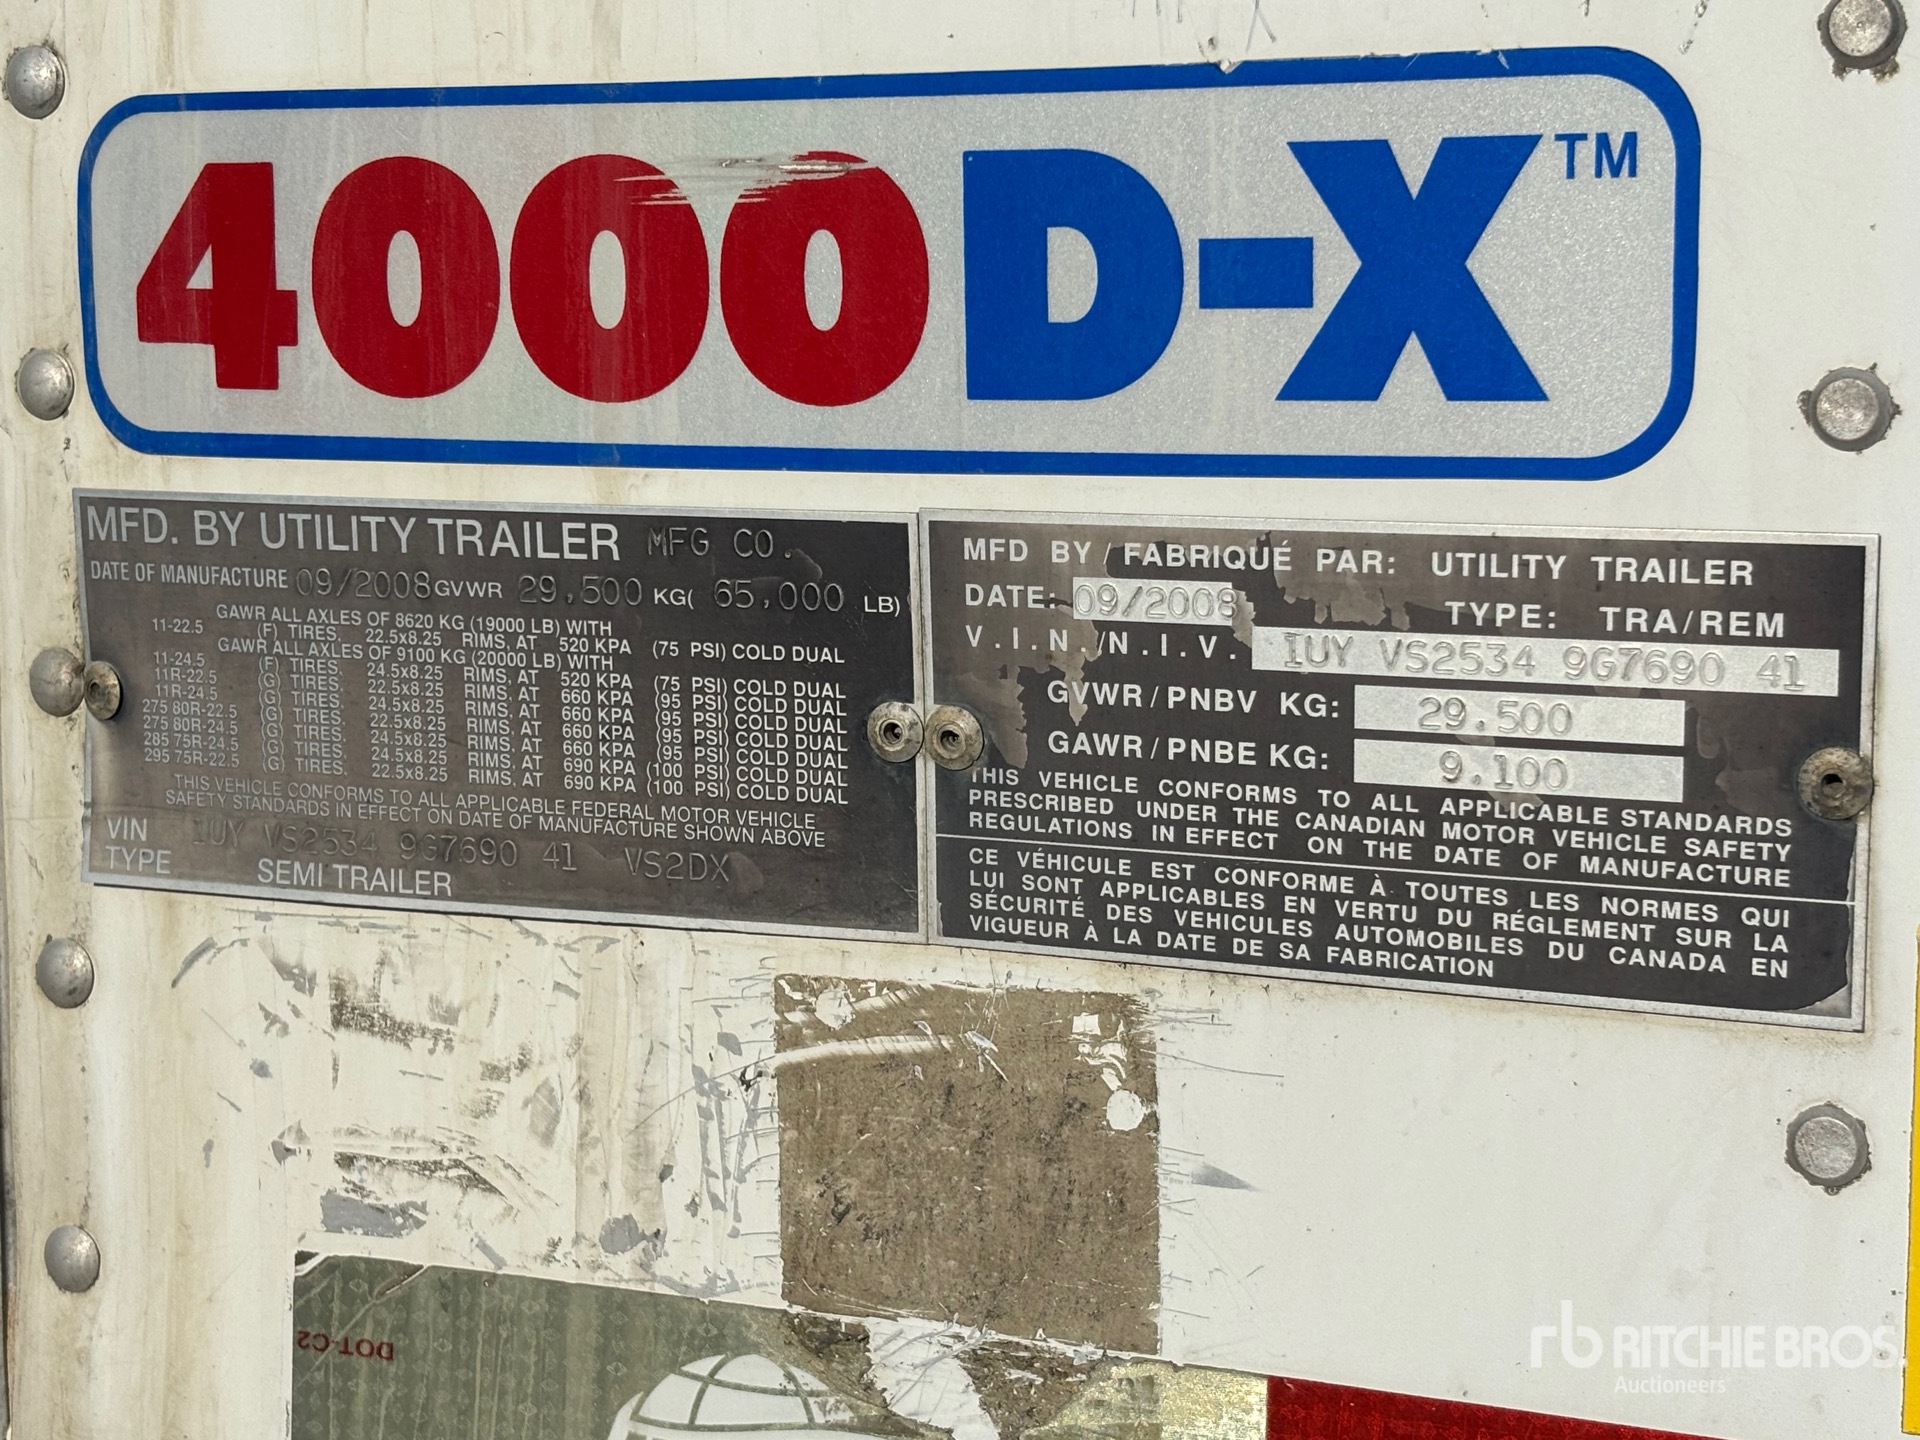 4000D-X™
MFD. BY UTILITY TRAILER MFG CO.
DATE OF MANUFACTURE 09/2008 GVWR 29,500 KG( 65,000 LB)
GAWR ALL AXLES OF 8620 KG (19000 LB) WITH
11-22.5 (F) TIRES, 22.5x8.25 RIMS, AT 520 KPA (75 PSI) COLD DUAL
GAWR ALL AXLES OF 9100 KG (20000 LB) WITH
11-24.5 (F) TIRES, 24.5x8.25 RIMS, AT 520 KPA (75 PSI) COLD DUAL
11R-22.5 (G) TIRES, 22.5x8.25 RIMS, AT 660 KPA (95 PSI) COLD DUAL
11R-24.5 (G) TIRES, 24.5x8.25 RIMS, AT 660 KPA (95 PSI) COLD DUAL
275 80R-22.5 (G) TIRES, 22.5x8.25 RIMS, AT 660 KPA (95 PSI) COLD DUAL
275 80R-24.5 (G) TIRES, 24.5x8.25 RIMS, AT 660 KPA (95 PSI) COLD DUAL
285 75R-24.5 (G) TIRES, 24.5x8.25 RIMS, AT 690 KPA (100 PSI) COLD DUAL
295 75R-22.5 (G) TIRES, 22.5x8.25 RIMS, AT 690 KPA (100 PSI) COLD DUAL
THIS VEHICLE CONFORMS TO ALL APPLICABLE FEDERAL MOTOR VEHICLE
SAFETY STANDARDS IN EFFECT ON DATE OF MANUFACTURE SHOWN ABOVE
VIN 1UY VS2534 9G7690 41 VS2DX
TYPE SEMI TRAILER
MFD BY / FABRIQUÉ PAR: UTILITY TRAILER
DATE: 09/2008 TYPE: TRA/REM
V.I.N./N.I.V. 1UY VS2534 9G7690 41
GVWR / PNBV KG: 29,500
GAWR / PNBE KG: 9,100
THIS VEHICLE CONFORMS TO ALL APPLICABLE STANDARDS
PRESCRIBED UNDER THE CANADIAN MOTOR VEHICLE SAFETY
REGULATIONS IN EFFECT ON THE DATE OF MANUFACTURE
CE VÉHICULE EST CONFORME À TOUTES LES NORMES QUI
LUI SONT APPLICABLES EN VERTU DU RÉGLEMENT SUR LA
SÉCURITÉ DES VEHICULES AUTOMOBILES DU CANADA EN
VIGUEUR À LA DATE DE SA FABRICATION
DOT-C2
rb RITCHIE BROS.
Auctioneers